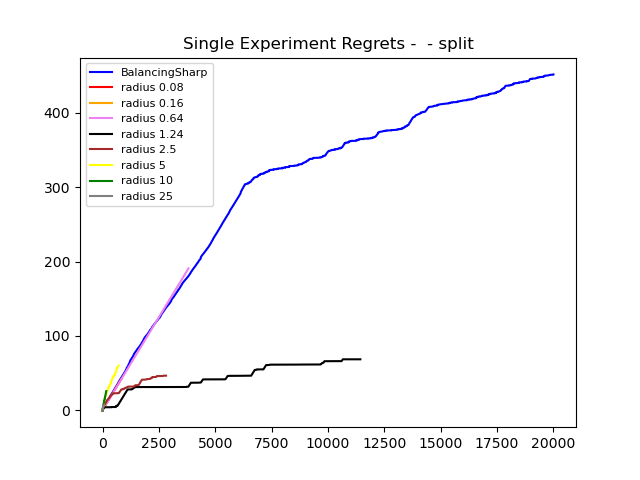 Single Experiment Regrets -  - split
BalancingSharp
radius 0.08
radius 0.16
radius 0.64
radius 1.24
radius 2.5
radius 5
radius 10
radius 25
400
300
200
100
0
0 2500 5000 7500 10000 12500 15000 17500 20000